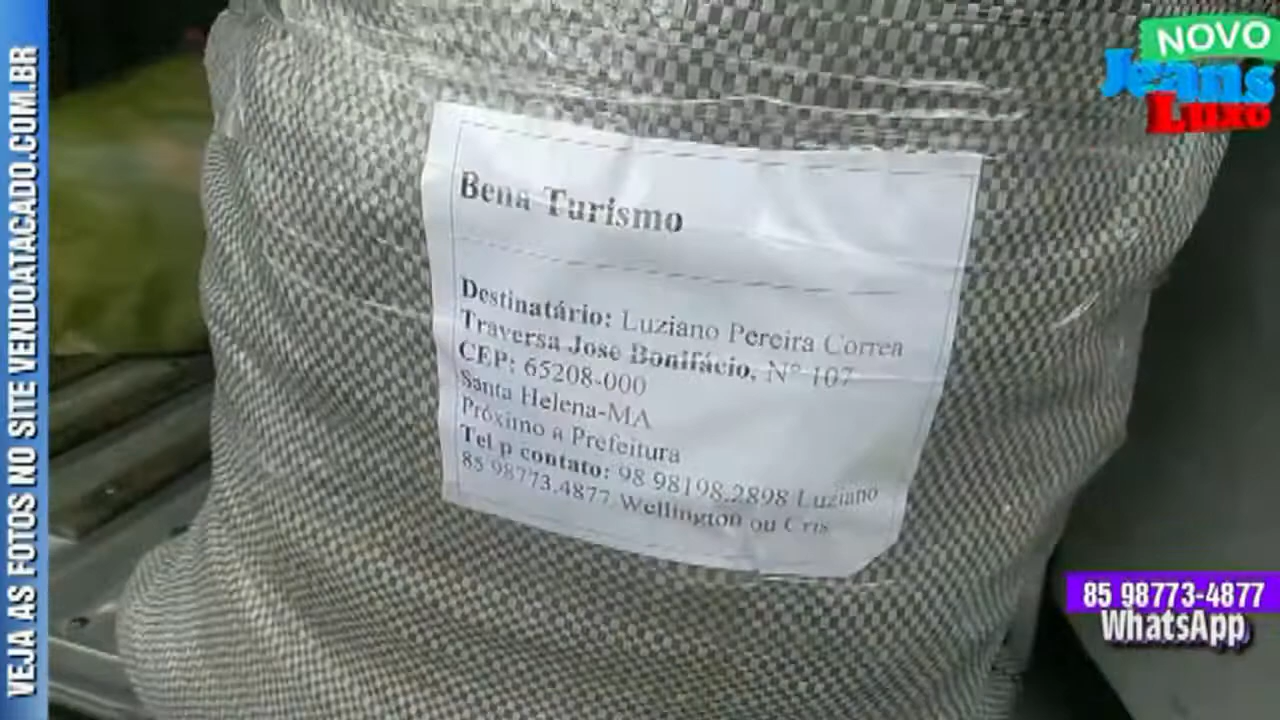 VEJA AS FOTOS NO SITE VENDOATACADO.COM.BR
NOVO
Jeans
Luxo
Bena Turismo
Destinatário: Luziano Pereira Correa
Traversa Jose Bonifácio, Nº 107
CEP: 65208-000
Santa Helena-MA
Próximo a Prefeitura
Tel p contato: 98 98198.2898 Luziano
85 98773.4877 Wellington ou Cris
85 98773-4877
WhatsApp